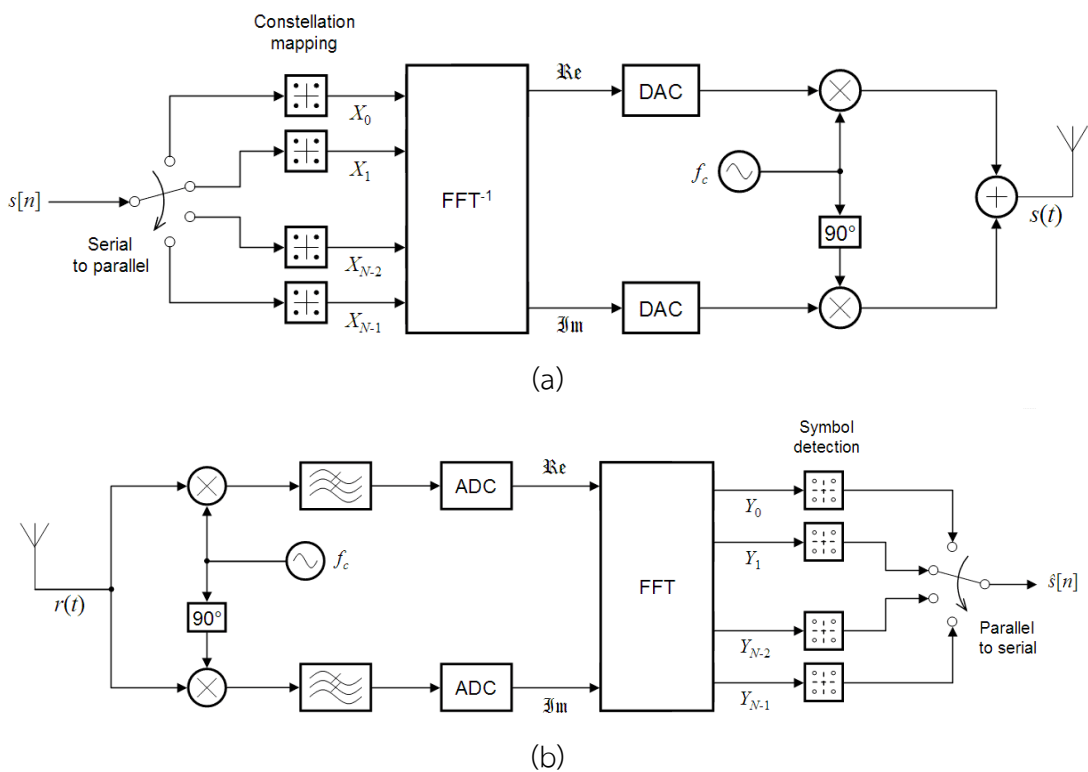 Constellation
mapping
s[n]
Serial
to parallel
X0
X1
XN-2
XN-1
FFT-1
ℜe
ℑm
DAC
DAC
fc
90°
s(t)
(a)
r(t)
90°
fc
ADC
ADC
ℜe
ℑm
FFT
Y0
Y1
YN-2
YN-1
Symbol
detection
ŝ[n]
Parallel
to serial
(b)